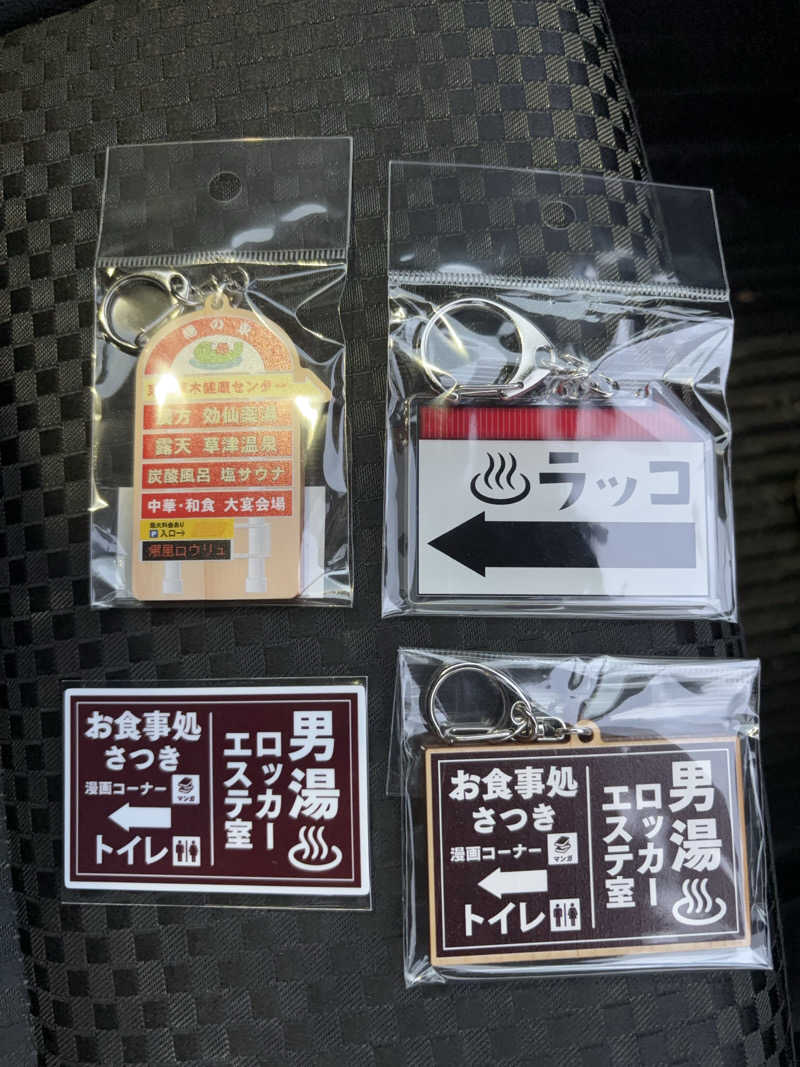 湯の泉
東
木健康センター
漢方 効仙薬湯
露天 草津温泉
炭酸風呂 塩サウナ
中華・和食 大宴会場
P 入口→
爆風ロウリュ
ラッコ
お食事処
さつき
漫画コーナー
マンガ
トイレ
男湯
ロッカー
エステ室
お食事処
さつき
漫画コーナー
マンガ
トイレ
男湯
ロッカー
エステ室